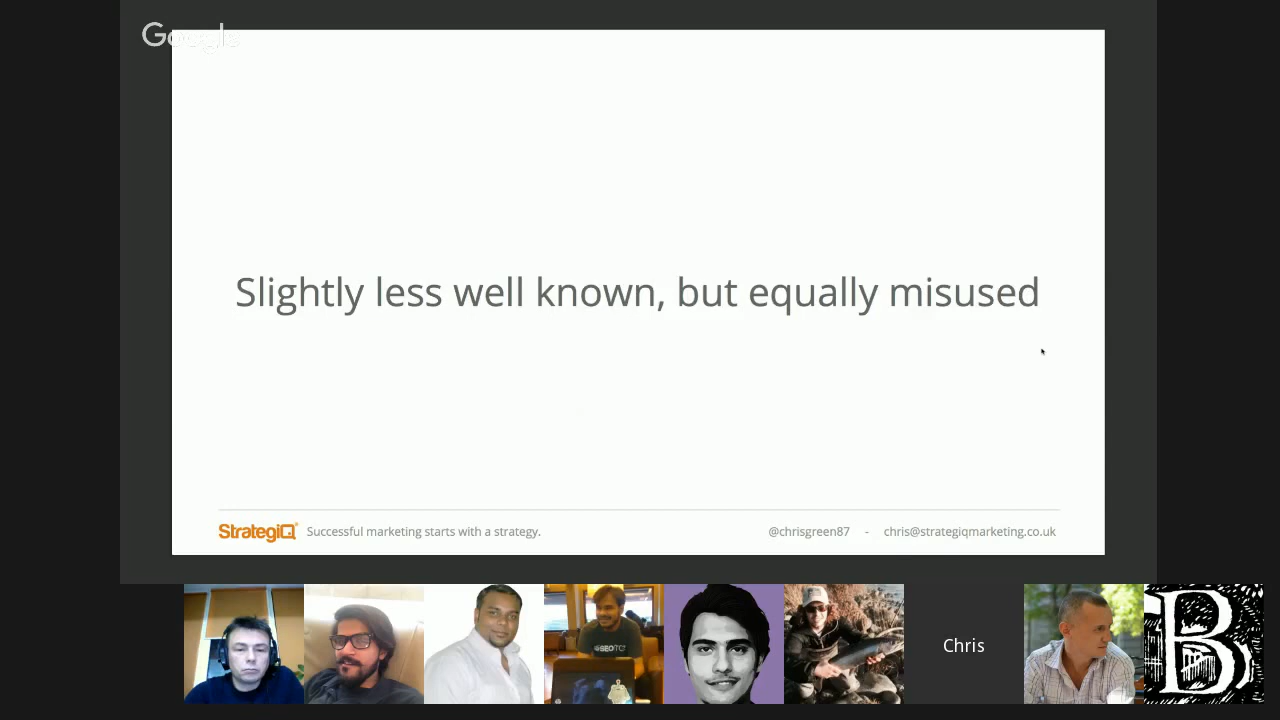 Google
Slightly less well known, but equally misused
StrategiQ Successful marketing starts with a strategy. @chrisgreen87 - chris@strategiqmarketing.co.uk
Chris
B